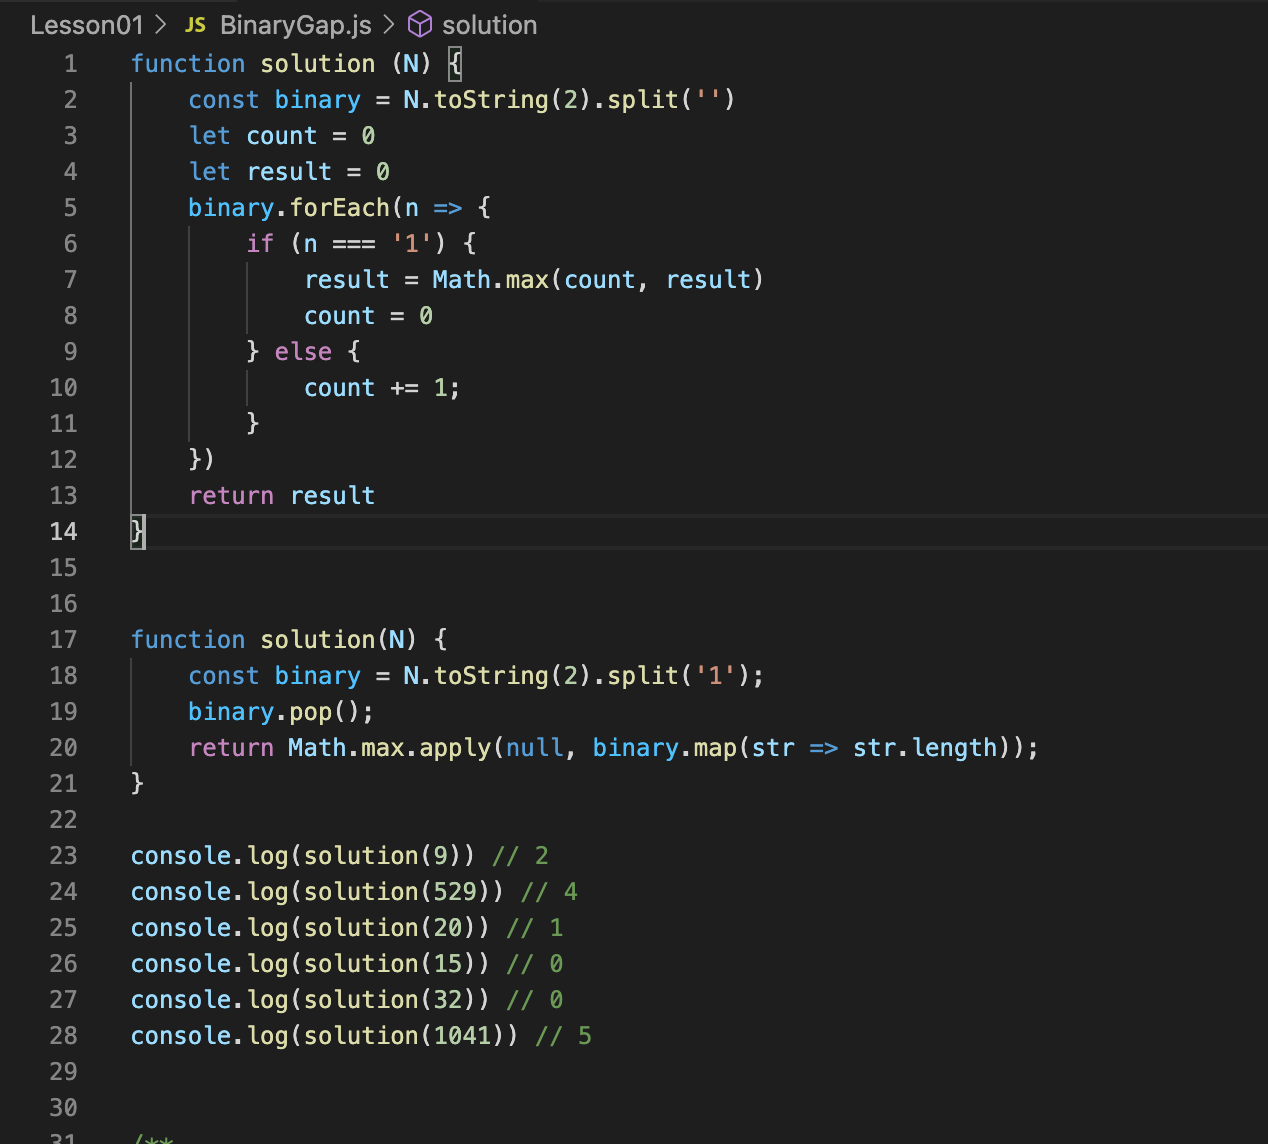 Lesson01 > JS BinaryGap.js > solution
1 function solution (N) {
2     const binary = N.toString(2).split('')
3     let count = 0
4     let result = 0
5     binary.forEach(n => {
6         if (n === '1') {
7             result = Math.max(count, result)
8             count = 0
9         } else {
10             count += 1;
11         }
12     })
13     return result
14 }
15
16
17 function solution(N) {
18     const binary = N.toString(2).split('1');
19     binary.pop();
20     return Math.max.apply(null, binary.map(str => str.length));
21 }
22
23 console.log(solution(9)) // 2
24 console.log(solution(529)) // 4
25 console.log(solution(20)) // 1
26 console.log(solution(15)) // 0
27 console.log(solution(32)) // 0
28 console.log(solution(1041)) // 5
29
30
31 /**